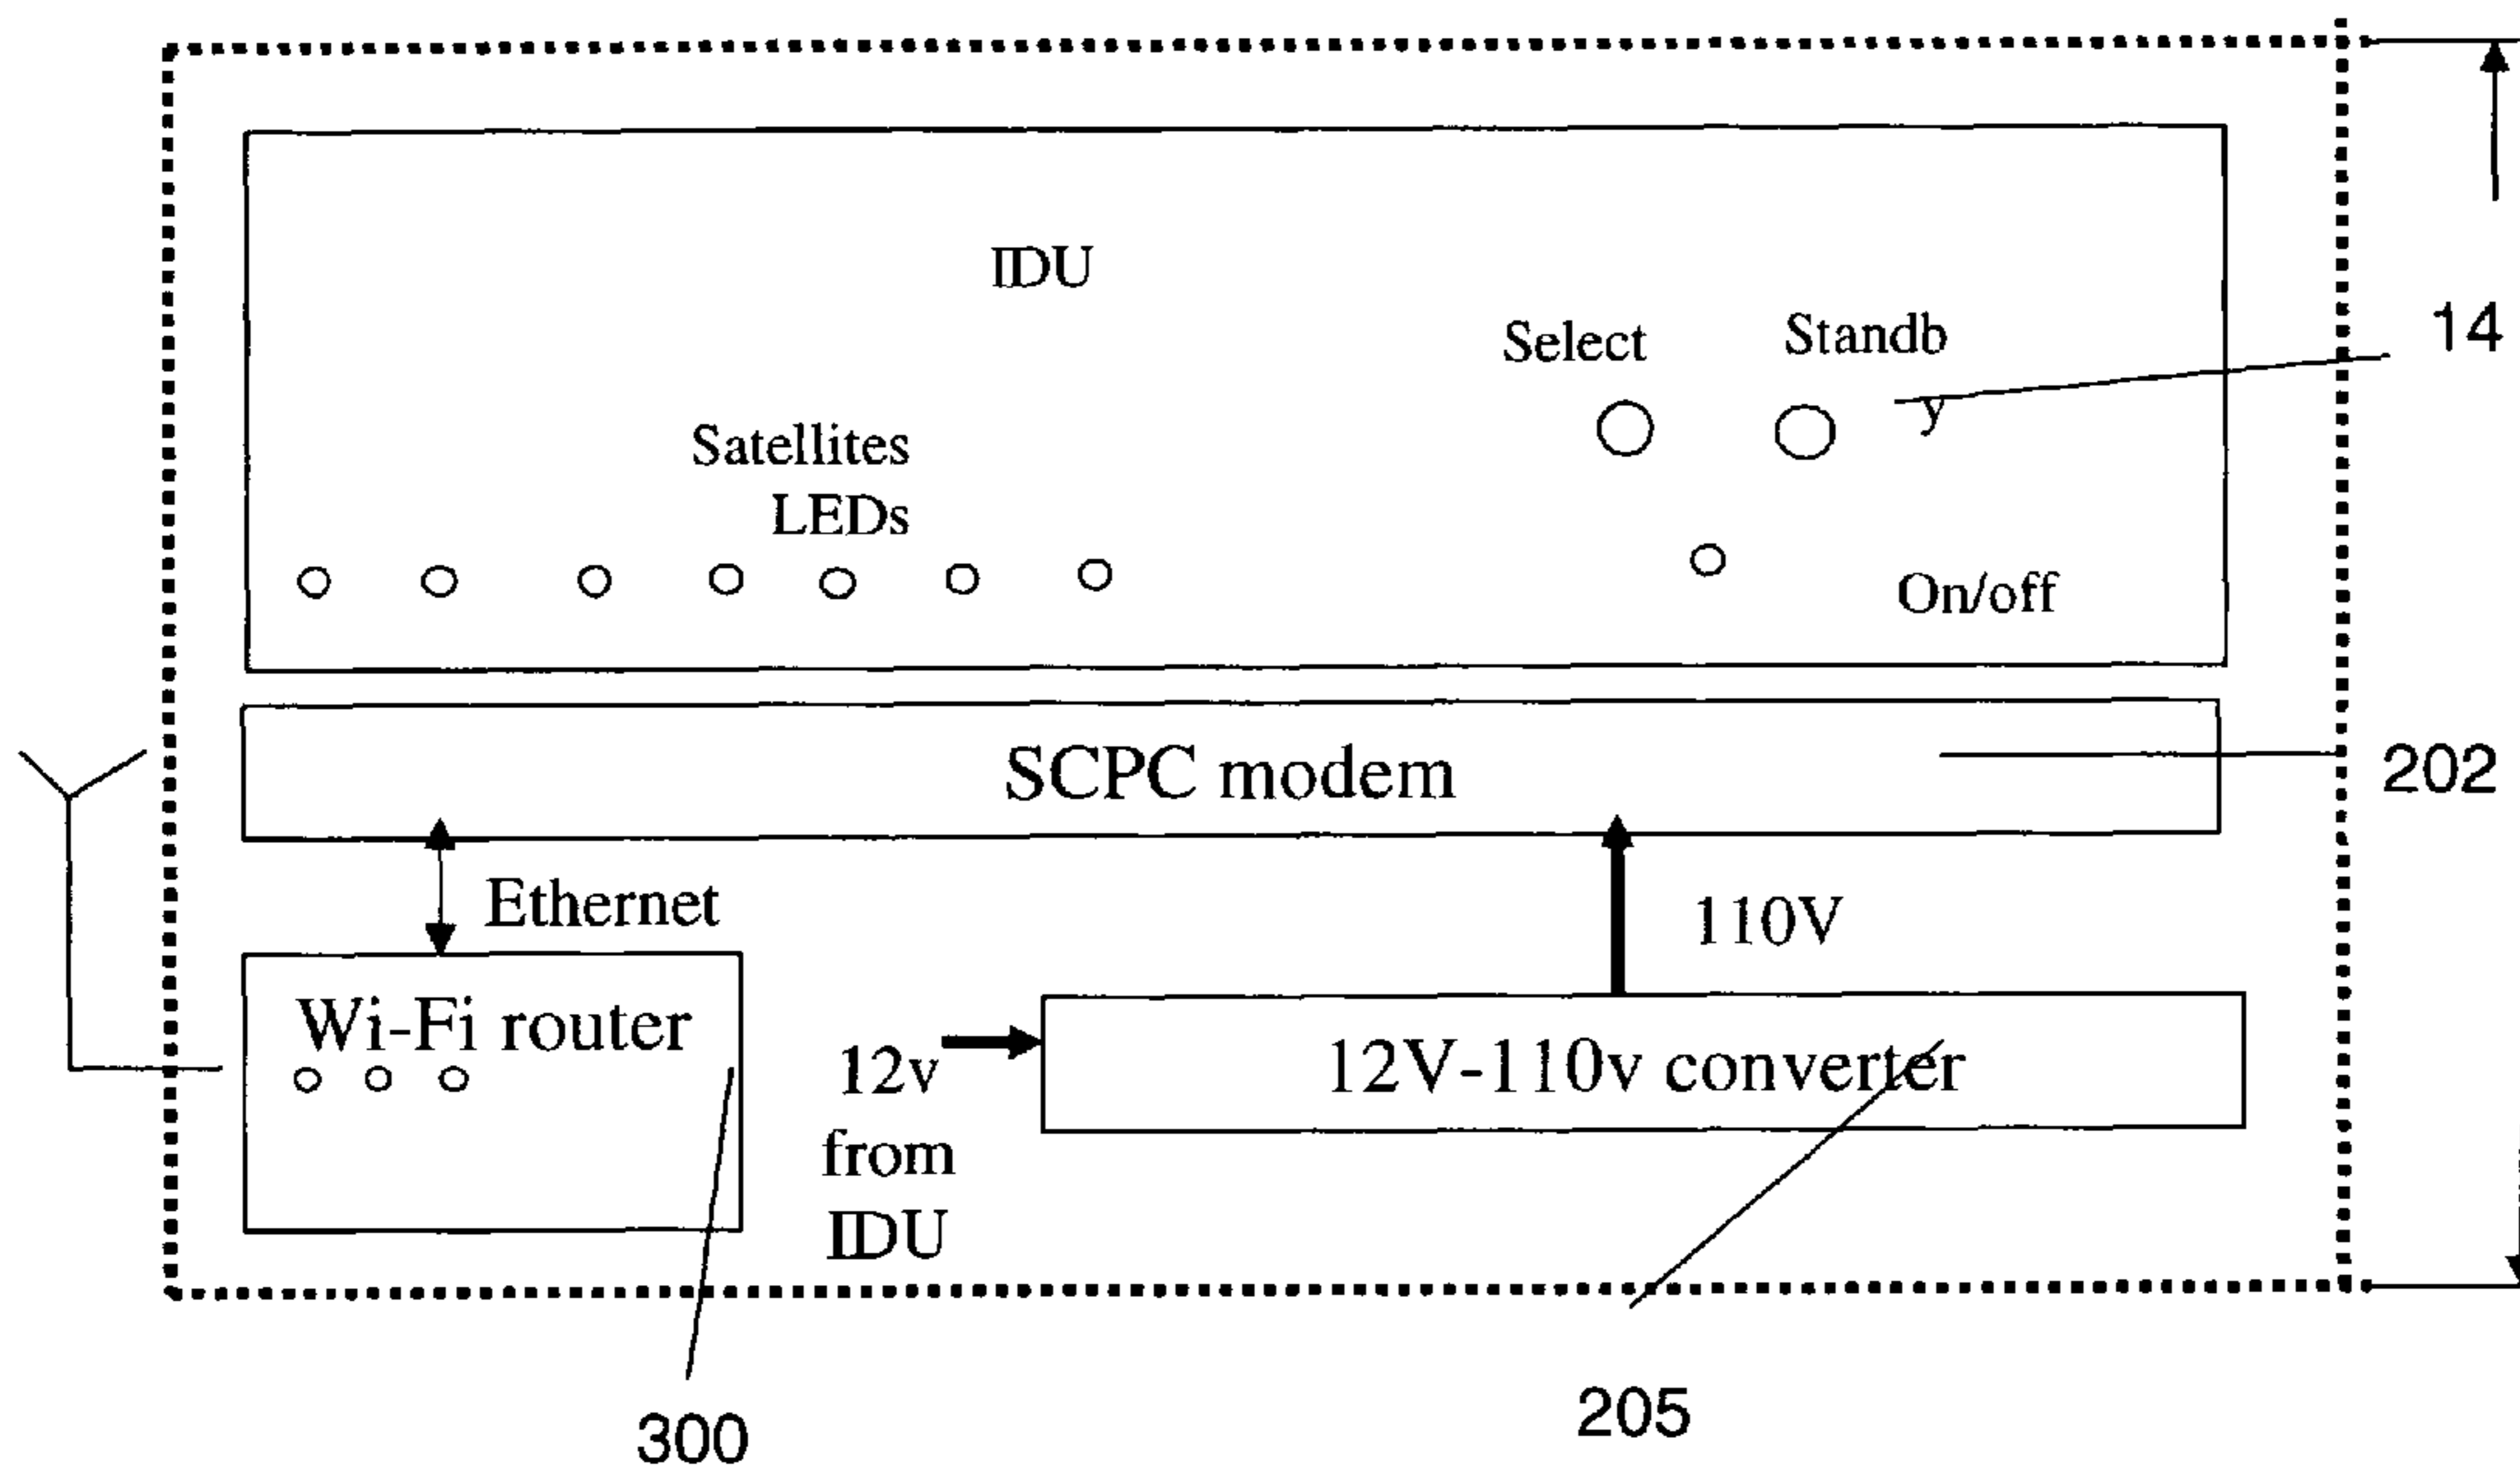 IDU
Select
Standb
y
14
Satellites
LEDs
On/off
SCPC modem
202
Ethernet
110V
Wi-Fi router
12v
from
IDU
12V-110v converter
300
205